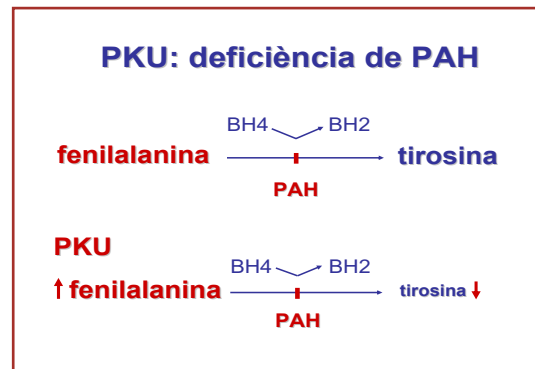 PKU: deficiència de PAH
BH4 BH2
fenilalanina tirosina
PAH
PKU
BH4 BH2
fenilalanina tirosina
PAH